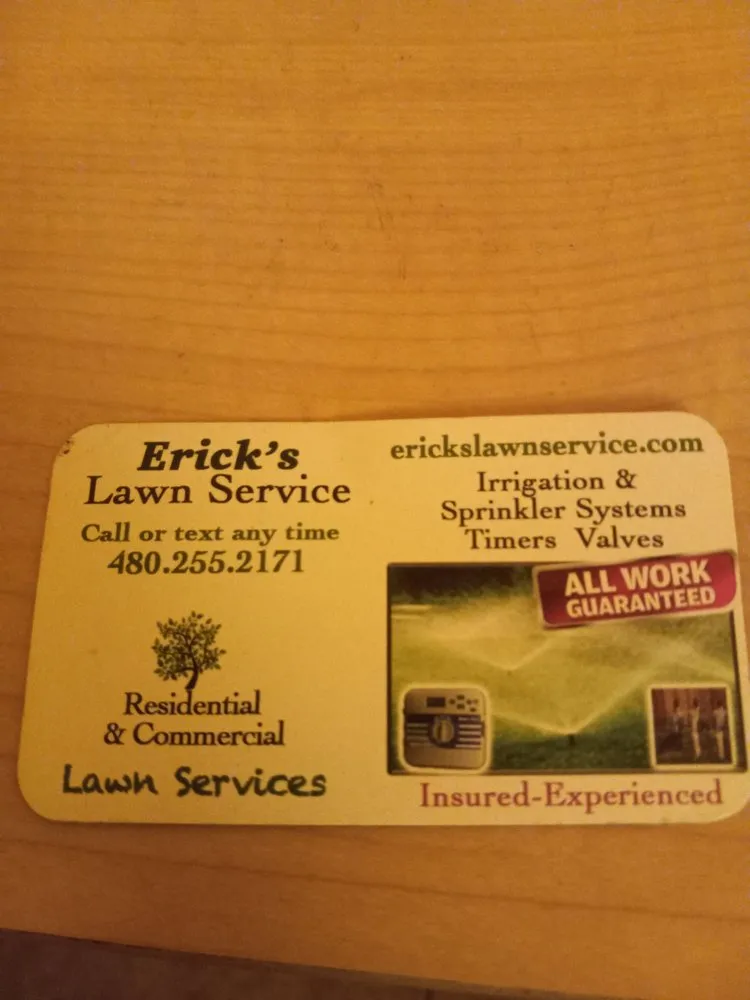 Erick's
Lawn Service
Call or text any time
480.255.2171
Residential
& Commercial
Lawn Services
erickslawnservice.com
Irrigation &
Sprinkler Systems
Timers Valves
ALL WORK
GUARANTEED
Insured-Experienced